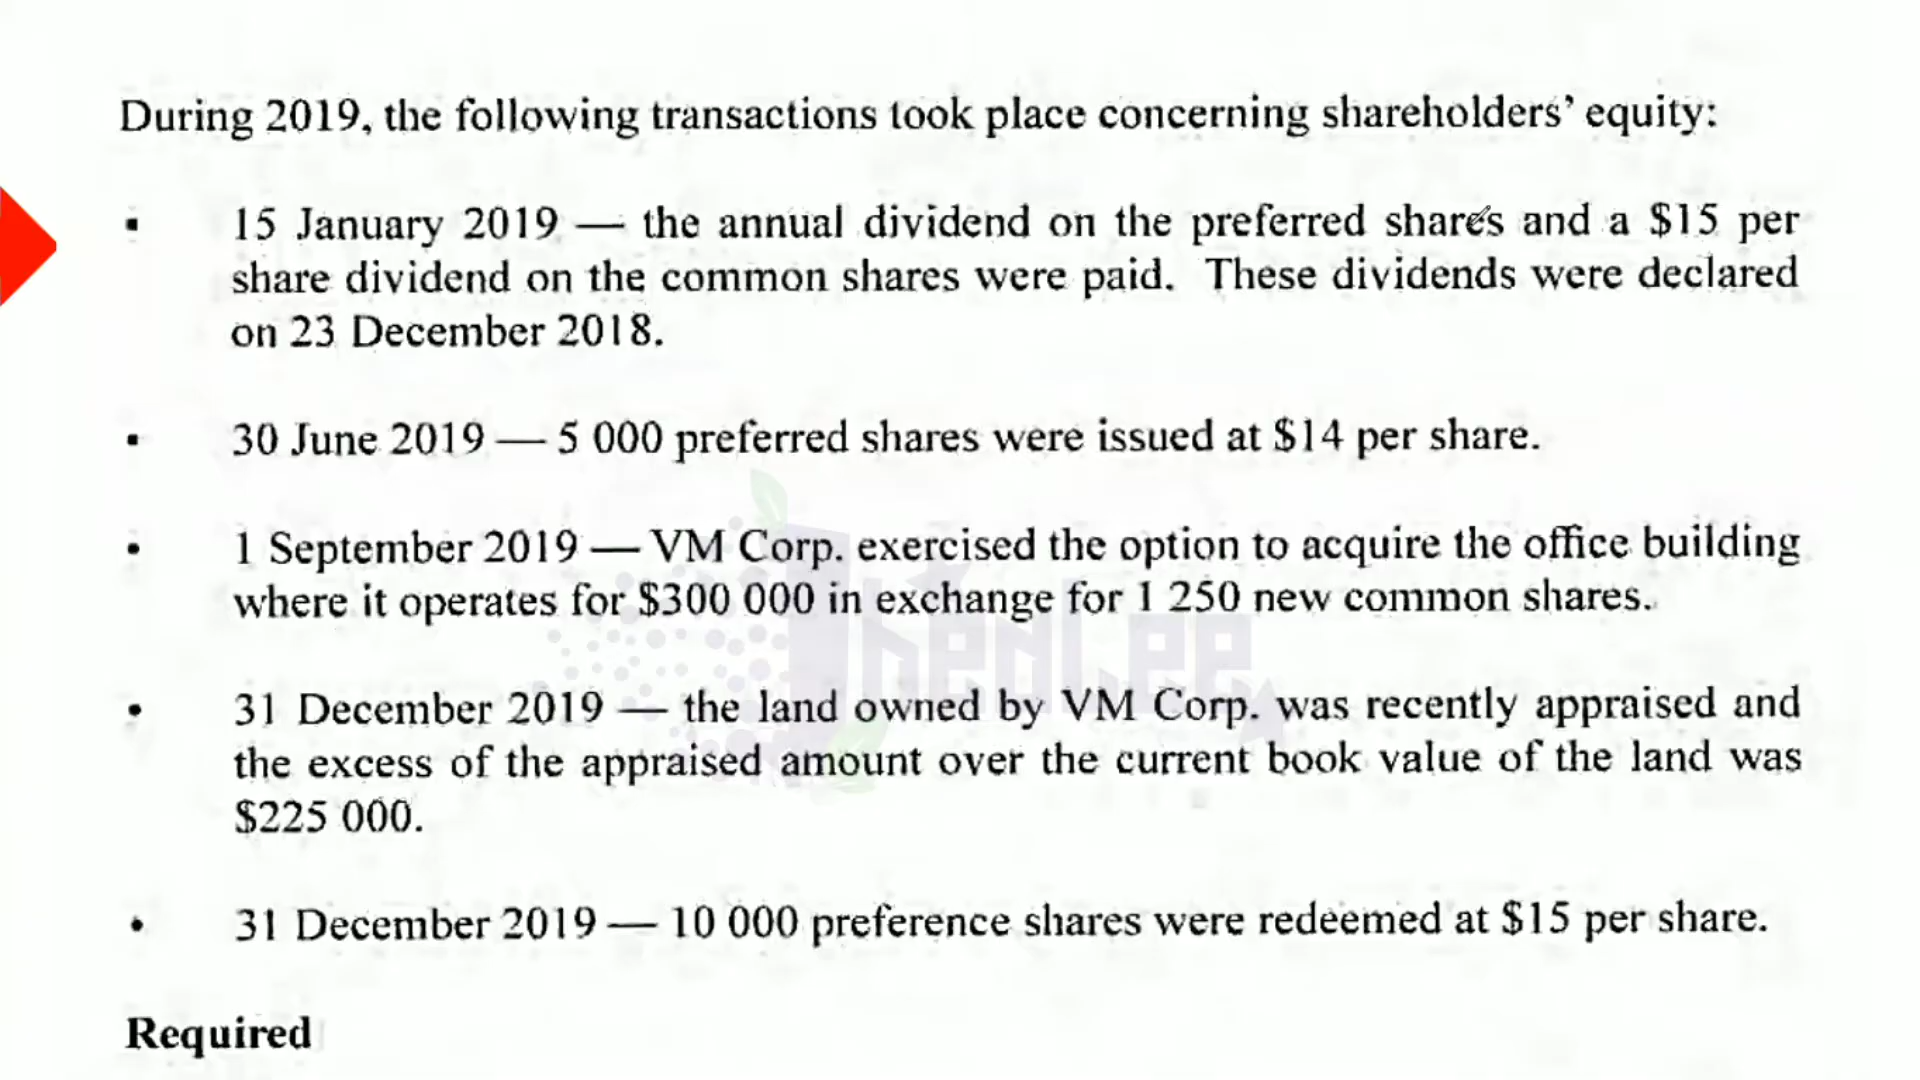 During 2019, the following transactions took place concerning shareholders' equity:
▪ 15 January 2019 — the annual dividend on the preferred shares and a $15 per
share dividend on the common shares were paid. These dividends were declared
on 23 December 2018.
▪ 30 June 2019 — 5 000 preferred shares were issued at $14 per share.
• 1 September 2019 — VM Corp. exercised the option to acquire the office building
where it operates for $300 000 in exchange for 1 250 new common shares.
• 31 December 2019 — the land owned by VM Corp. was recently appraised and
the excess of the appraised amount over the current book value of the land was
$225 000.
• 31 December 2019 — 10 000 preference shares were redeemed at $15 per share.
Required